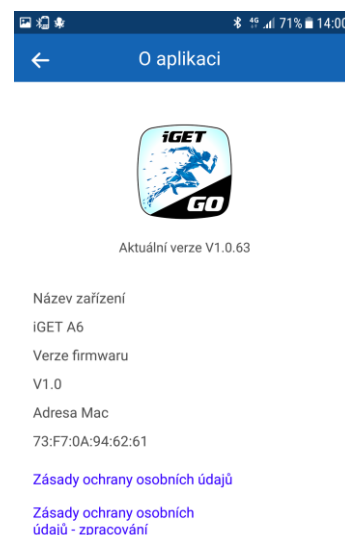 4G 71% 14:00
O aplikaci
iGET
GO
Aktuální verze V1.0.63
Název zařízení
iGET A6
Verze firmwaru
V1.0
Adresa Mac
73:F7:0A:94:62:61
Zásady ochrany osobních údajů
Zásady ochrany osobních
údajů - zpracování